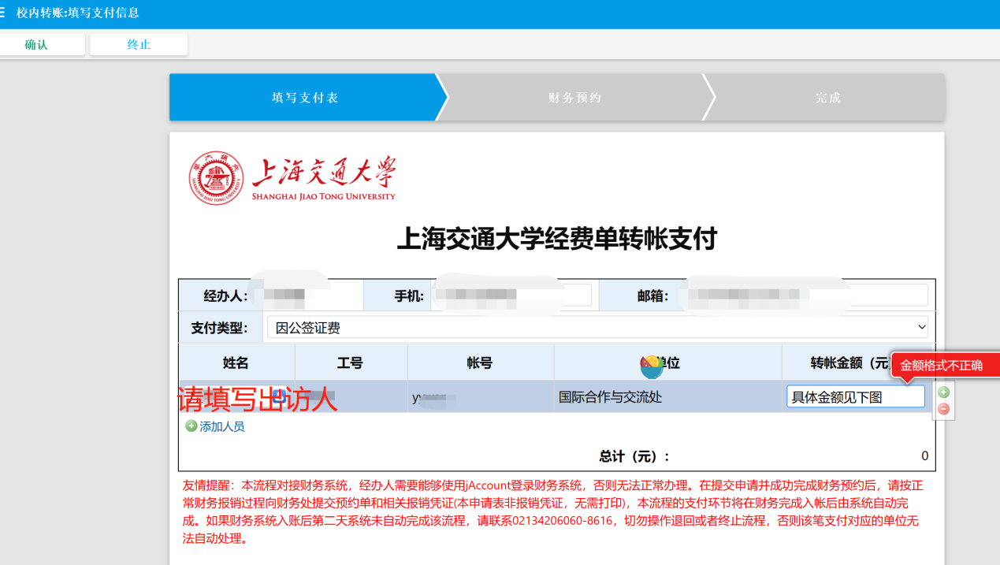 校内转账:填写支付信息
确认 终止
填写支付表 财务预约 完成
上海交通大学
SHANGHAI JIAO TONG UNIVERSITY
上海交通大学经费单转帐支付
经办人: 手机: 邮箱:
支付类型: 因公签证费
姓名 工号 帐号 单位 转帐金额（元
金额格式不正确
请填写出访人 国际合作与交流处 具体金额见下图
添加人员
总计（元）: 0
友情提醒：本流程对接财务系统，经办人需要能够使用jAccount登录财务系统，否则无法正常办理。在提交申请并成功完成财务预约后，请按正
常财务报销过程向财务处提交预约单和相关报销凭证(本申请表非报销凭证，无需打印)，本流程的支付环节将在财务完成入帐后由系统自动完
成。如果财务系统入账后第二天系统未自动完成该流程，请联系02134206060-8616，切勿操作退回或者终止流程，否则该笔支付对应的单位无
法自动处理。